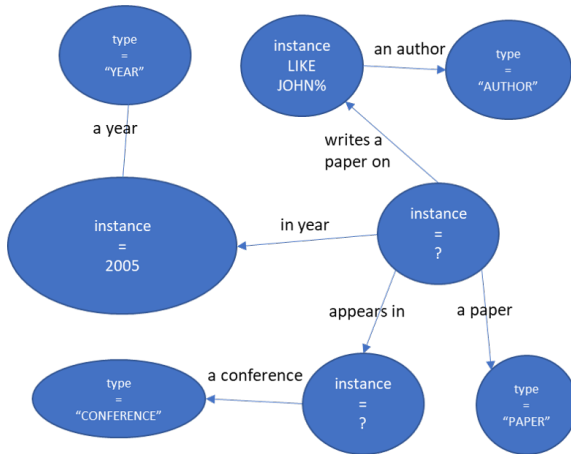 type
=
“YEAR”
instance
LIKE
JOHN%
an author
type
=
“AUTHOR”
a year
writes a
paper on
instance
=
2005
in year
instance
=
?
appears in
a paper
type
=
“CONFERENCE”
a conference
instance
=
?
type
=
“PAPER”